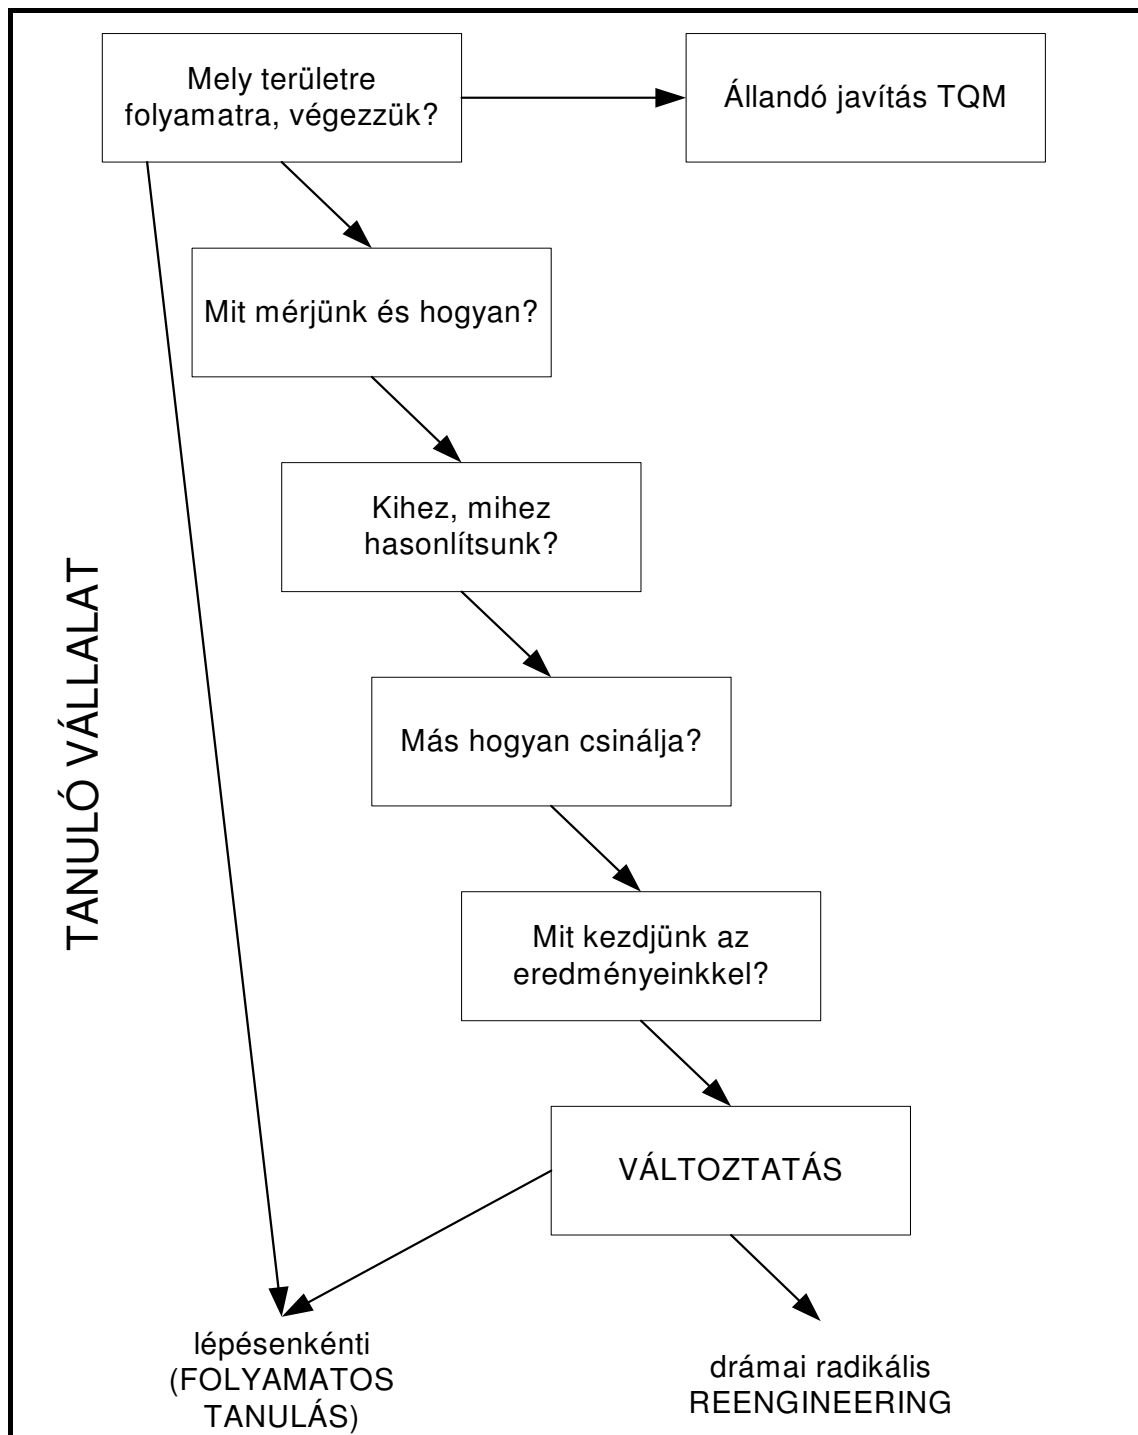 Mely területre
folyamatra, végezzük?
Állandó javítás TQM
Mit mérjünk és hogyan?
Kihez, mihez
hasonlítsunk?
TANULÓ VÁLLALAT
Más hogyan csinálja?
Mit kezdjünk az
eredményeinkkel?
VÁLTOZTATÁS
lépésenkénti
(FOLYAMATOS
TANULÁS)
drámai radikális
REENGINEERING